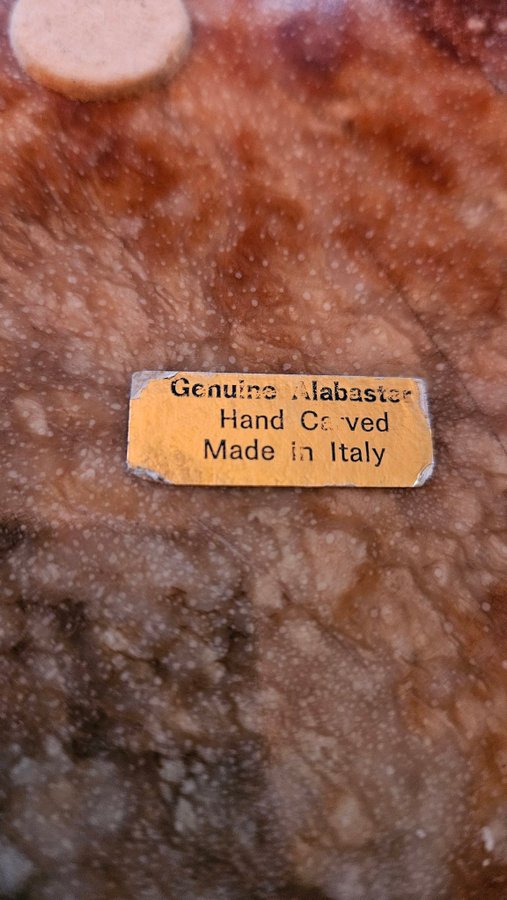 Genuine Alabaster
Hand Carved
Made in Italy